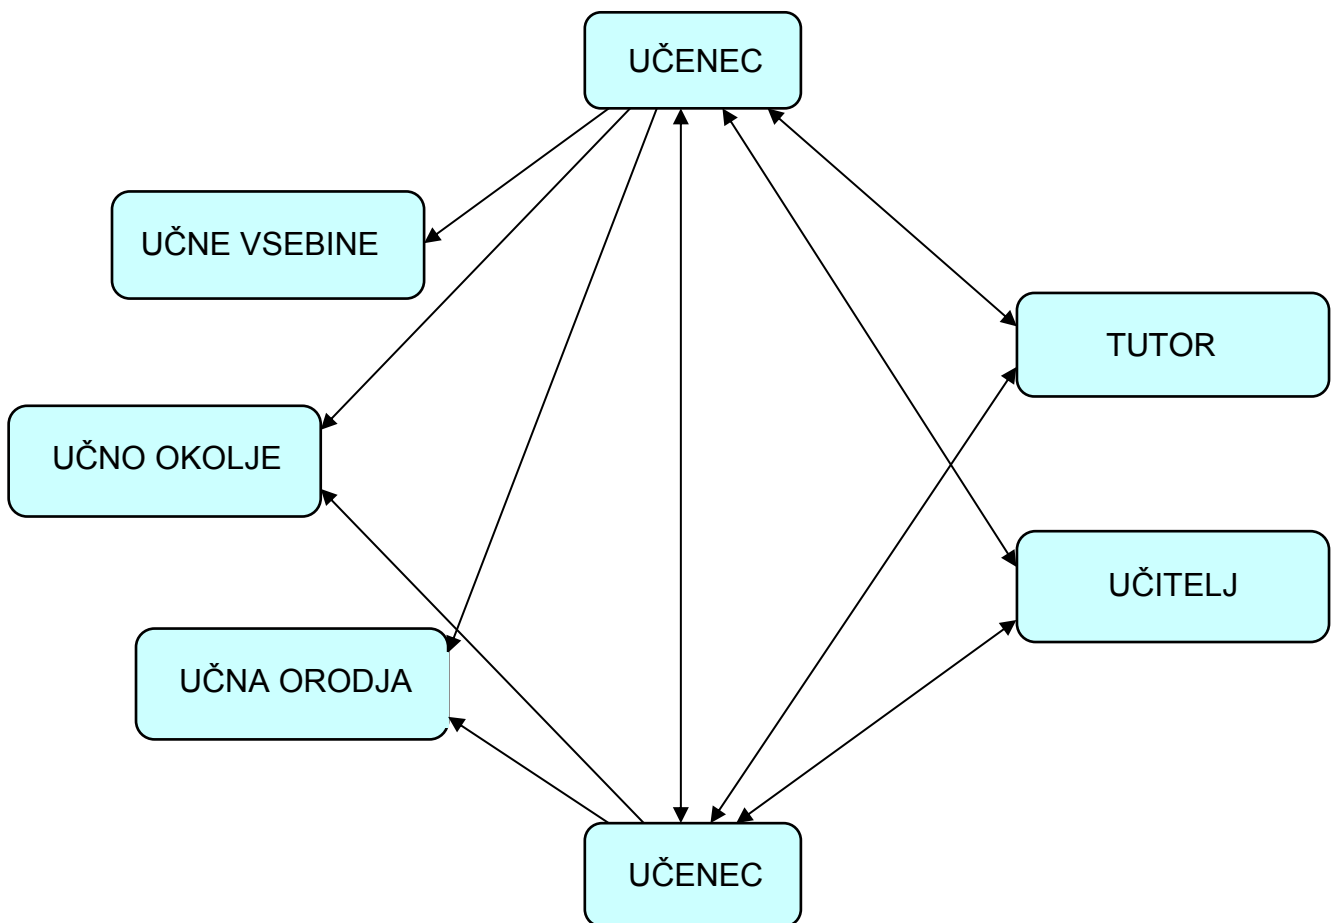 UČENEC
UČNE VSEBINE
TUTOR
UČNO OKOLJE
UČITELJ
UČNA ORODJA
UČENEC